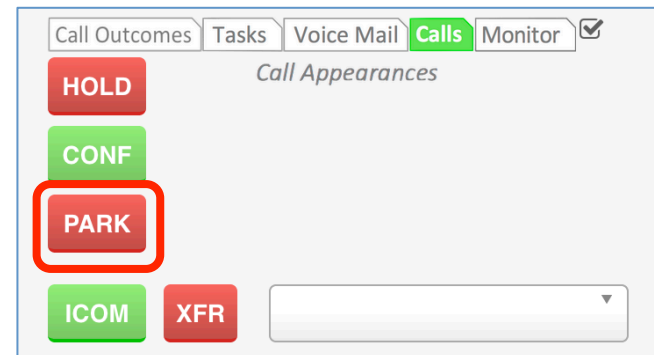 Call Outcomes Tasks Voice Mail Calls Monitor
HOLD Call Appearances
CONF
PARK
ICOM XFR